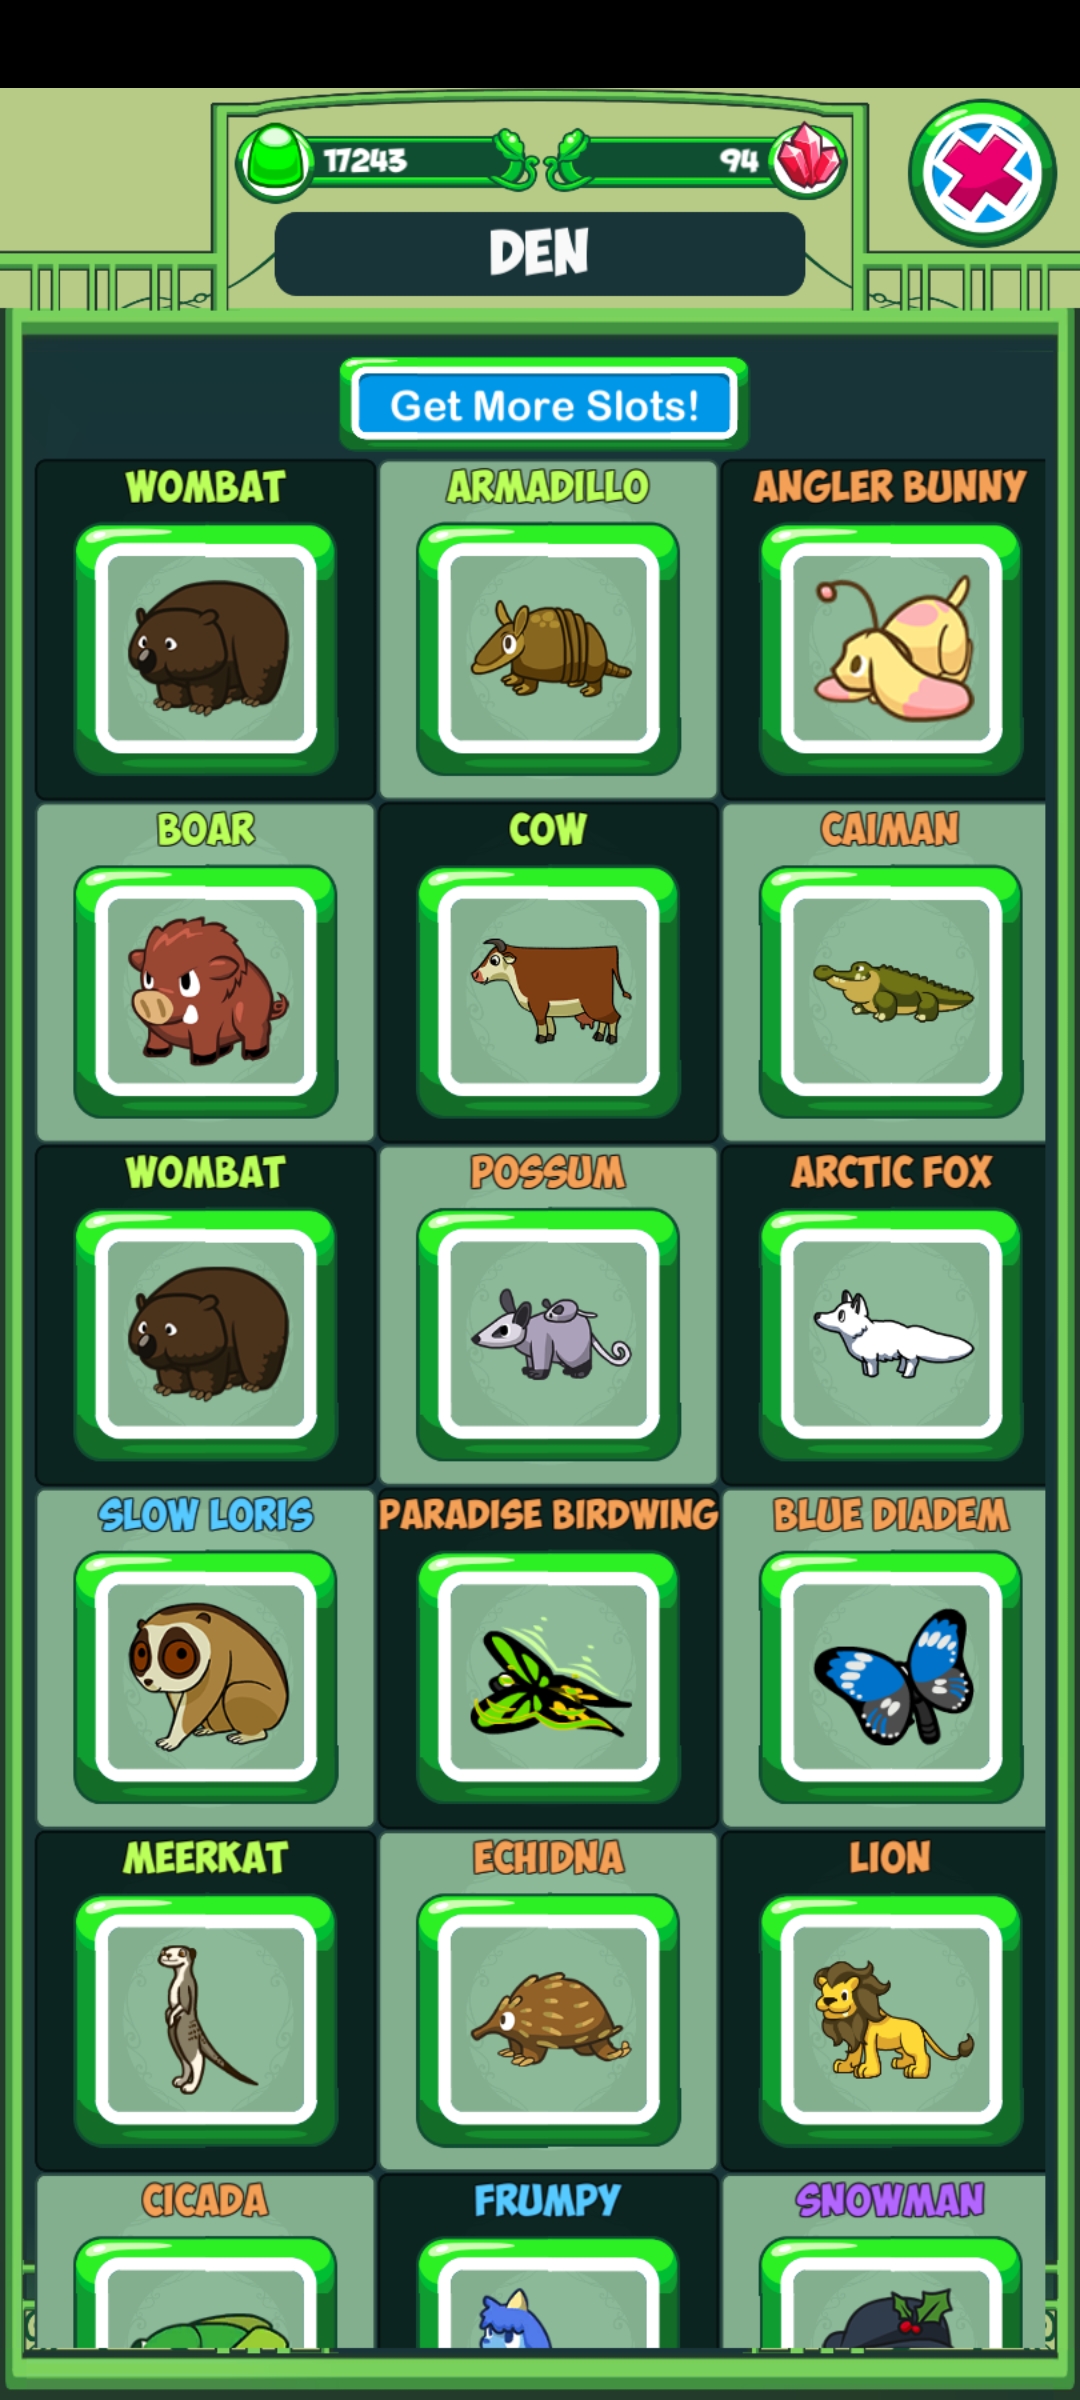 17243 94
DEN
Get More Slots!
WOMBAT ARMADILLO ANGLER BUNNY
BOAR COW CAIMAN
WOMBAT POSSUM ARCTIC FOX
SLOW LORIS PARADISE BIRDWING BLUE DIADEM
MEERKAT ECHIDNA LION
CICADA FRUMPY SNOWMAN